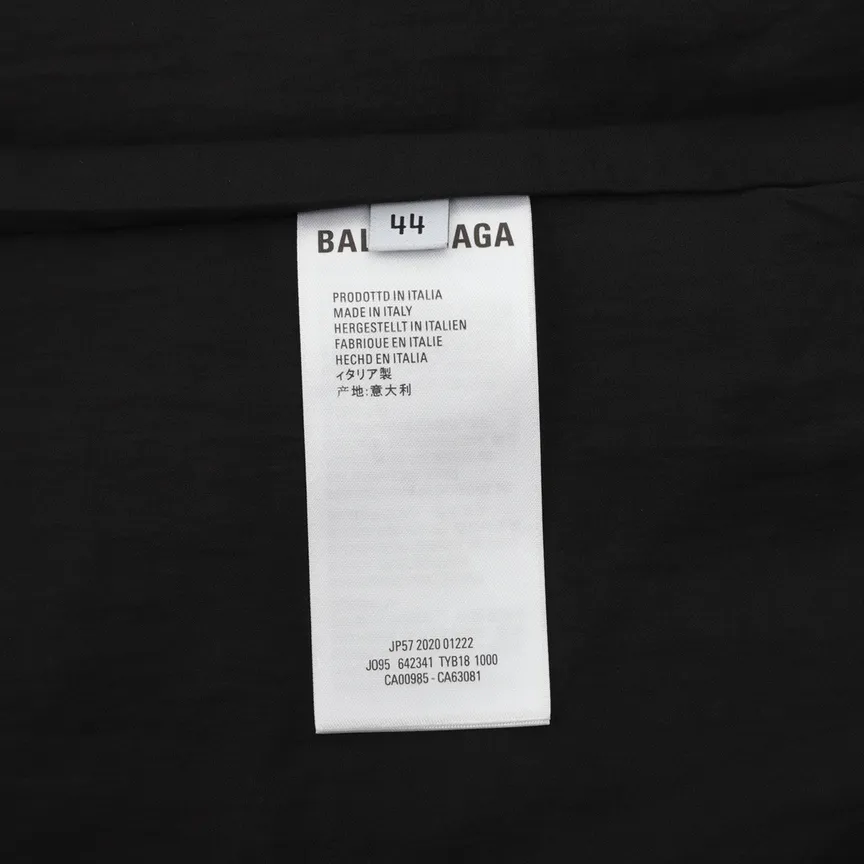 44
BAL AGA
PRODOTTD IN ITALIA
MADE IN ITALY
HERGESTELLT IN ITALIEN
FABRIQUE EN ITALIE
HECHD EN ITALIA
イタリア製
产地:意大利
JP57 2020 01222
J095 642341 TYB18 1000
CA00985 - CA63081